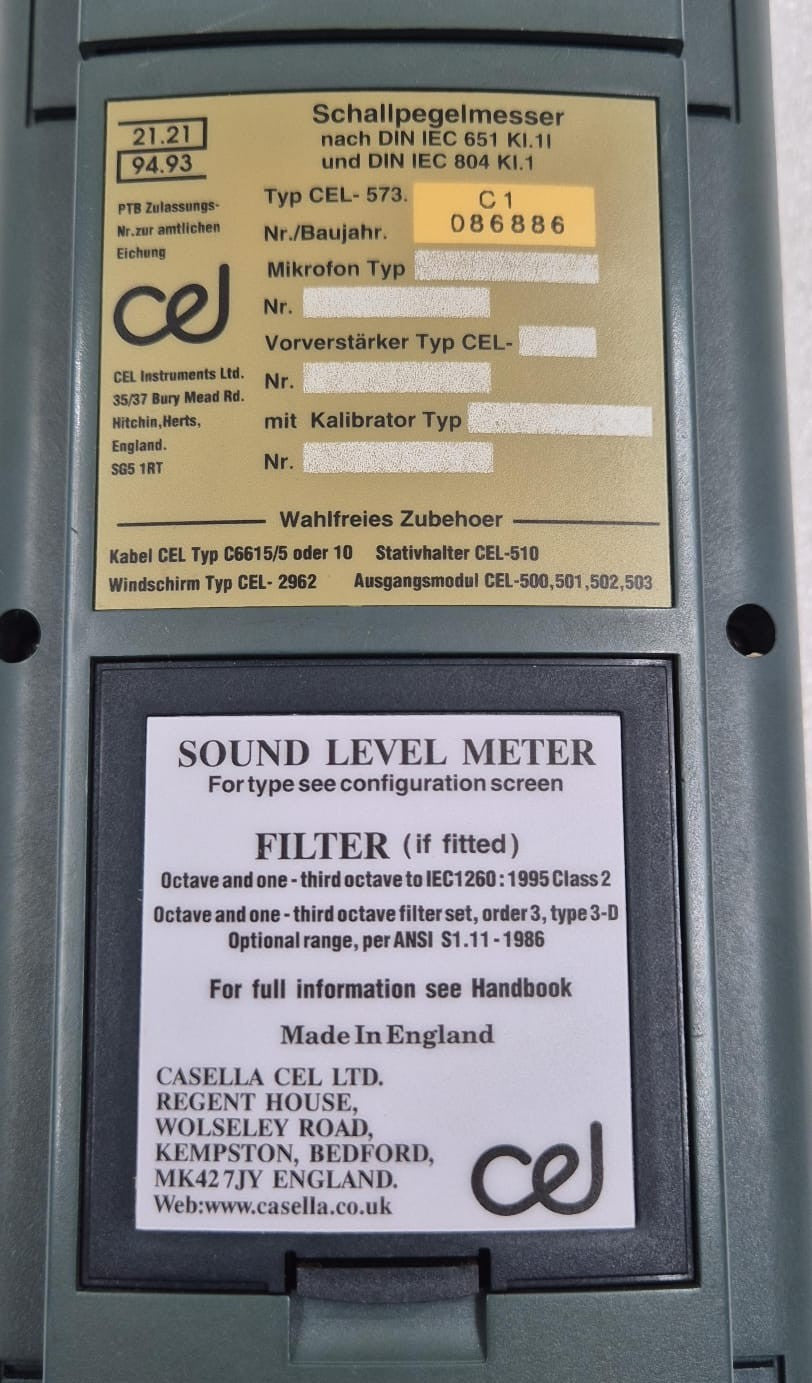 21.21
94.93
PTB Zulassungs-
Nr.zur amtlichen
Eichung
cel
CEL Instruments Ltd.
35/37 Bury Mead Rd.
Hitchin,Herts,
England.
SG5 1RT
Schallpegelmesser
nach DIN IEC 651 Kl.1I
und DIN IEC 804 Kl.1
Typ CEL- 573. C1
Nr./Baujahr. 086886
Mikrofon Typ
Nr.
Vorverstärker Typ CEL-
Nr.
mit Kalibrator Typ
Nr.
Wahlfreies Zubehoer
Kabel CEL Typ C6615/5 oder 10 Stativhalter CEL-510
Windschirm Typ CEL- 2962 Ausgangsmodul CEL-500,501,502,503
SOUND LEVEL METER
For type see configuration screen
FILTER (if fitted)
Octave and one - third octave to IEC1260 : 1995 Class 2
Octave and one - third octave filter set, order 3, type 3-D
Optional range, per ANSI S1.11 - 1986
For full information see Handbook
Made In England
CASELLA CEL LTD.
REGENT HOUSE,
WOLSELEY ROAD,
KEMPSTON, BEDFORD,
MK42 7JY ENGLAND.
Web:www.casella.co.uk
cel